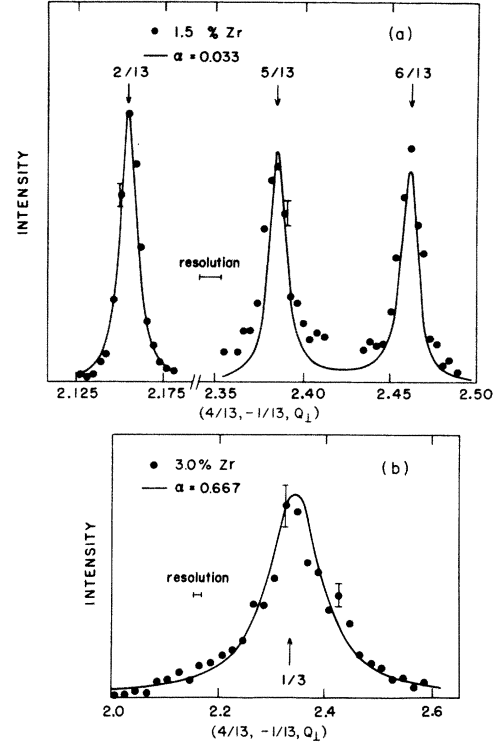 ● 1.5 % Zr
— α = 0.033
(a)
2/13
5/13
6/13
INTENSITY
resolution
2.125
2.175
2.35
2.40
2.45
2.50
(4/13, -1/13, Q⊥)
● 3.0% Zr
— α = 0.667
(b)
INTENSITY
resolution
1/3
2.0
2.2
2.4
2.6
(4/13, -1/13, Q⊥)